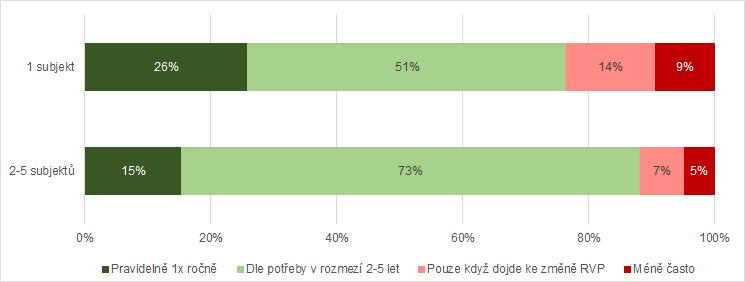 1 subjekt
26%
51%
14%
9%
2-5 subjektů
15%
73%
7%
5%
0%
20%
40%
60%
80%
100%
Pravidelně 1x ročně
Dle potřeby v rozmezí 2-5 let
Pouze když dojde ke změně RVP
Méně často